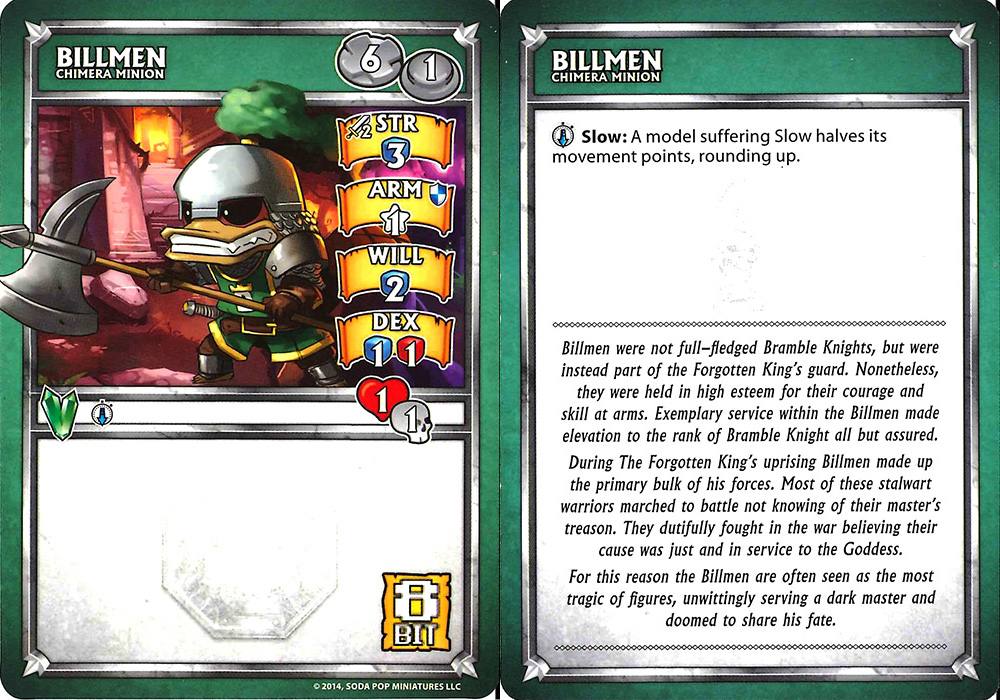 BILLMEN
CHIMERA MINION
6
1
2 STR
3
ARM
1
WILL
2
DEX
1 1
1
1
8
BIT
© 2014, SODA POP MINIATURES LLC
BILLMEN
CHIMERA MINION
Slow: A model suffering Slow halves its
movement points, rounding up.
Billmen were not full–fledged Bramble Knights, but were
instead part of the Forgotten King's guard. Nonetheless,
they were held in high esteem for their courage and
skill at arms. Exemplary service within the Billmen made
elevation to the rank of Bramble Knight all but assured.
During The Forgotten King's uprising Billmen made up
the primary bulk of his forces. Most of these stalwart
warriors marched to battle not knowing of their master's
treason. They dutifully fought in the war believing their
cause was just and in service to the Goddess.
For this reason the Billmen are often seen as the most
tragic of figures, unwittingly serving a dark master and
doomed to share his fate.